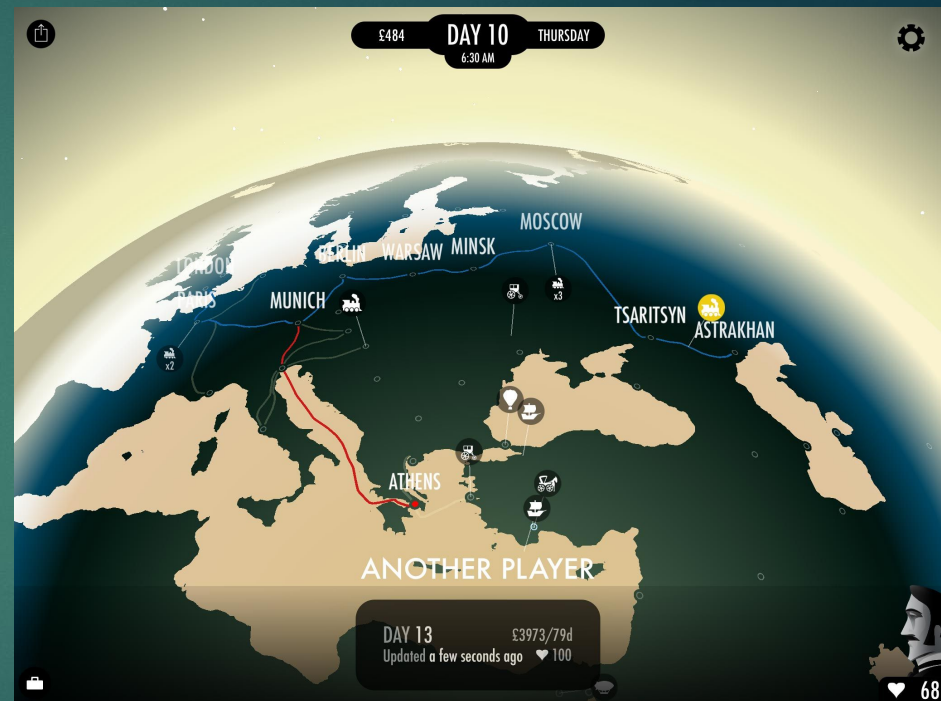 £484
DAY 10
THURSDAY
6:30 AM
MOSCOW
BERLIN
WARSAW
MINSK
LONDON
PARIS
MUNICH
x3
TSARITSYN
ASTRAKHAN
x2
ATHENS
ANOTHER PLAYER
DAY 13
£3973/79d
Updated a few seconds ago
100
68